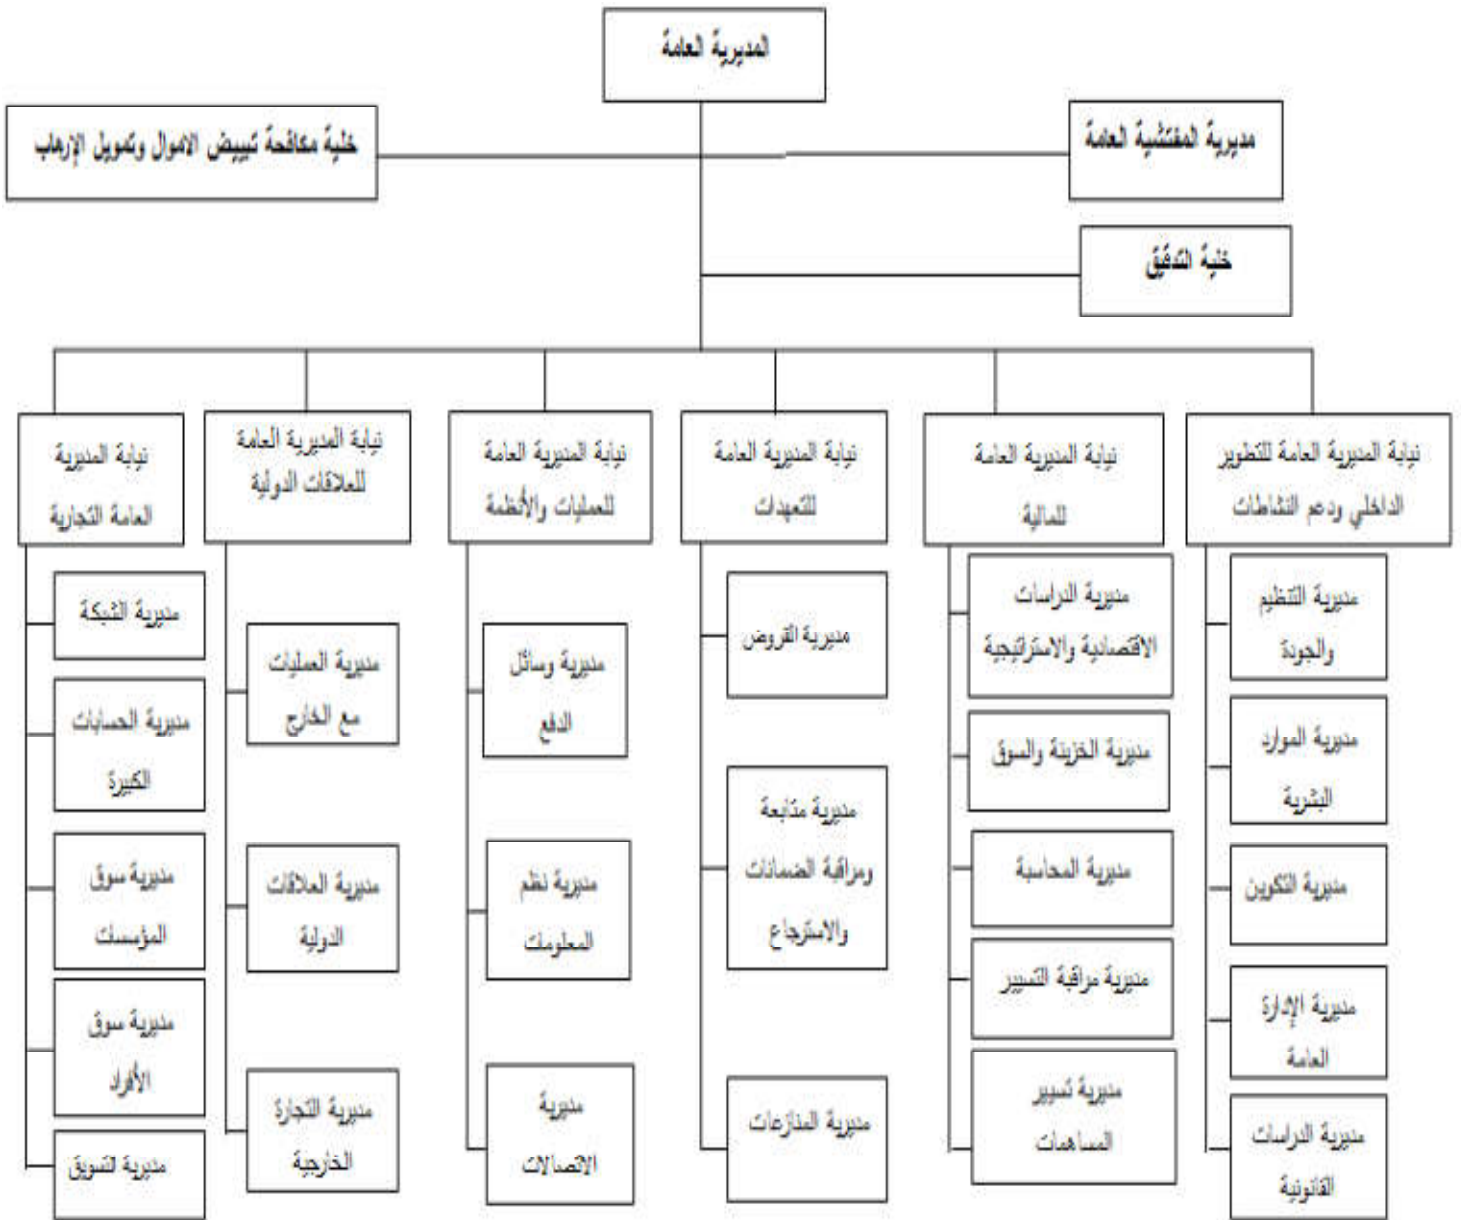 المديرية العامة
مديرية المفتشية العامة
خلية مكافحة تبييض الاموال وتمويل الإرهاب
خلية التدقيق
نيابة المديرية العامة للتطوير
الداخلي ودعم النشاطات
نيابة المديرية العامة
للمالية
نيابة المديرية العامة
للتعهدات
نيابة المديرية العامة
للعمليات والأنظمة
نيابة المديرية العامة
للعلاقات الدولية
نيابة المديرية
العامة التجارية
مديرية التنظيم
والجودة
مديرية الموارد
البشرية
مديرية التكوين
مديرية الإدارة
العامة
مديرية الدراسات
القانونية
مديرية الدراسات
الاقتصادية والاستراتيجية
مديرية الخزينة والسوق
مديرية المحاسبة
مديرية مراقبة التسيير
مديرية تسيير
المساهمات
مديرية القروض
مديرية متابعة
ومراقبة الضمانات
والاسترجاع
مديرية المنازعات
مديرية وسائل
الدفع
مديرية نظم
المعلومات
مديرية
الاتصالات
مديرية العمليات
مع الخارج
مديرية العلاقات
الدولية
مديرية التجارة
الخارجية
مديرية الشبكة
مديرية الحسابات
الكبيرة
مديرية سوق
المؤسسات
مديرية سوق
الأفراد
مديرية التسويق